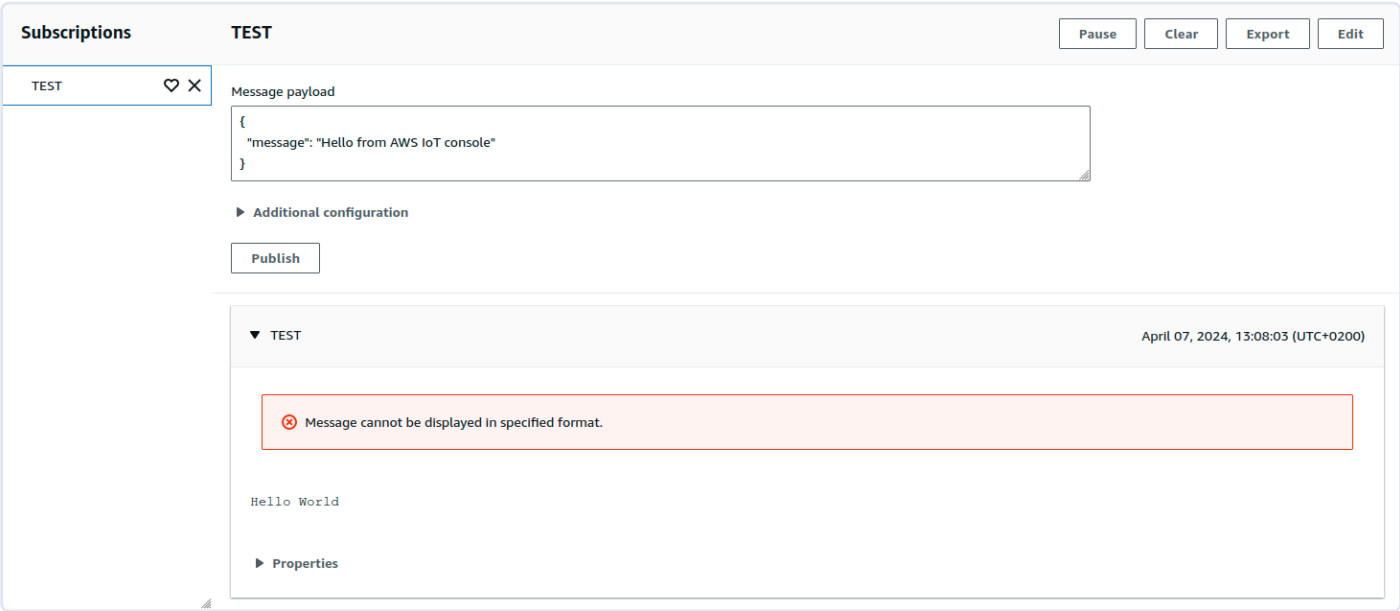 Subscriptions
TEST
Pause
Clear
Export
Edit
TEST
Message payload
{
"message": "Hello from AWS IoT console"
}
Additional configuration
Publish
TEST
April 07, 2024, 13:08:03 (UTC+0200)
Message cannot be displayed in specified format.
Hello World
Properties